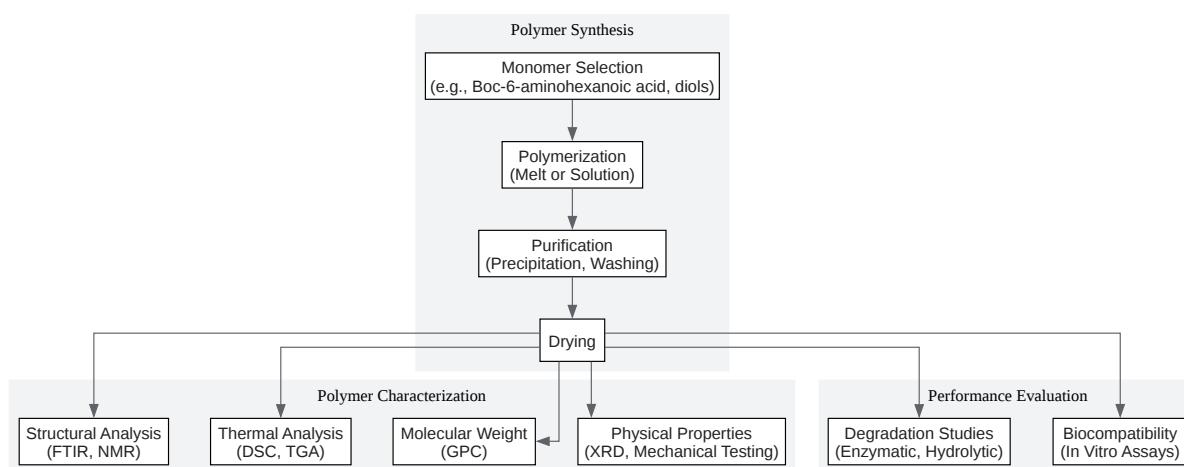 Polymer Synthesis
Monomer Selection
(e.g., Boc-6-aminohexanoic acid, diols)
Polymerization
(Melt or Solution)
Purification
(Precipitation, Washing)
Drying
Polymer Characterization
Structural Analysis
(FTIR, NMR)
Thermal Analysis
(DSC, TGA)
Molecular Weight
(GPC)
Physical Properties
(XRD, Mechanical Testing)
Performance Evaluation
Degradation Studies
(Enzymatic, Hydrolytic)
Biocompatibility
(In Vitro Assays)